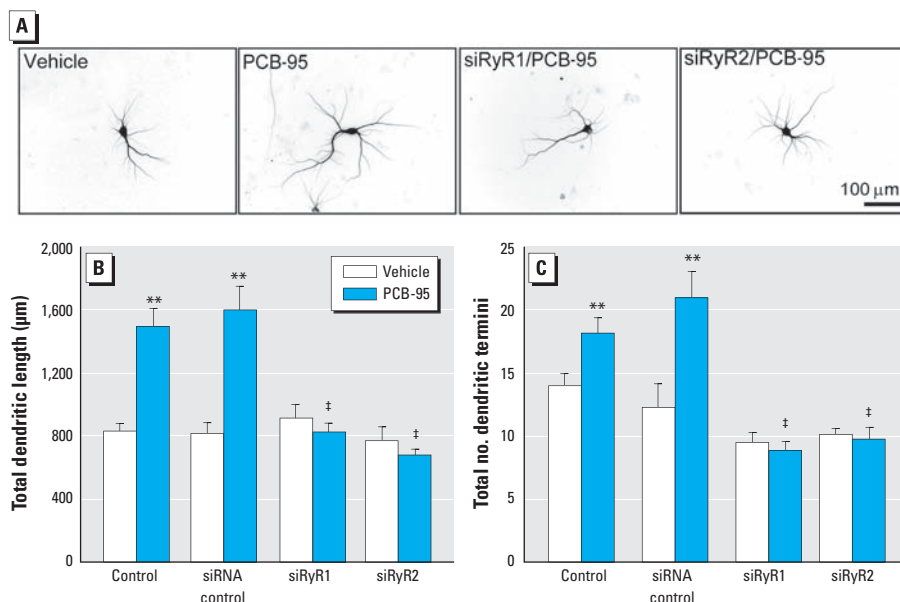 A
Vehicle
PCB-95
siRyR1/PCB-95
siRyR2/PCB-95
100 µm
B
Total dendritic length (µm)
2,000
1,600
1,200
800
400
0
**
**
‡
‡
Vehicle
PCB-95
Control
siRNA
control
siRyR1
siRyR2
C
Total no. dendritic termini
25
20
15
10
5
0
**
**
‡
‡
Control
siRNA
control
siRyR1
siRyR2